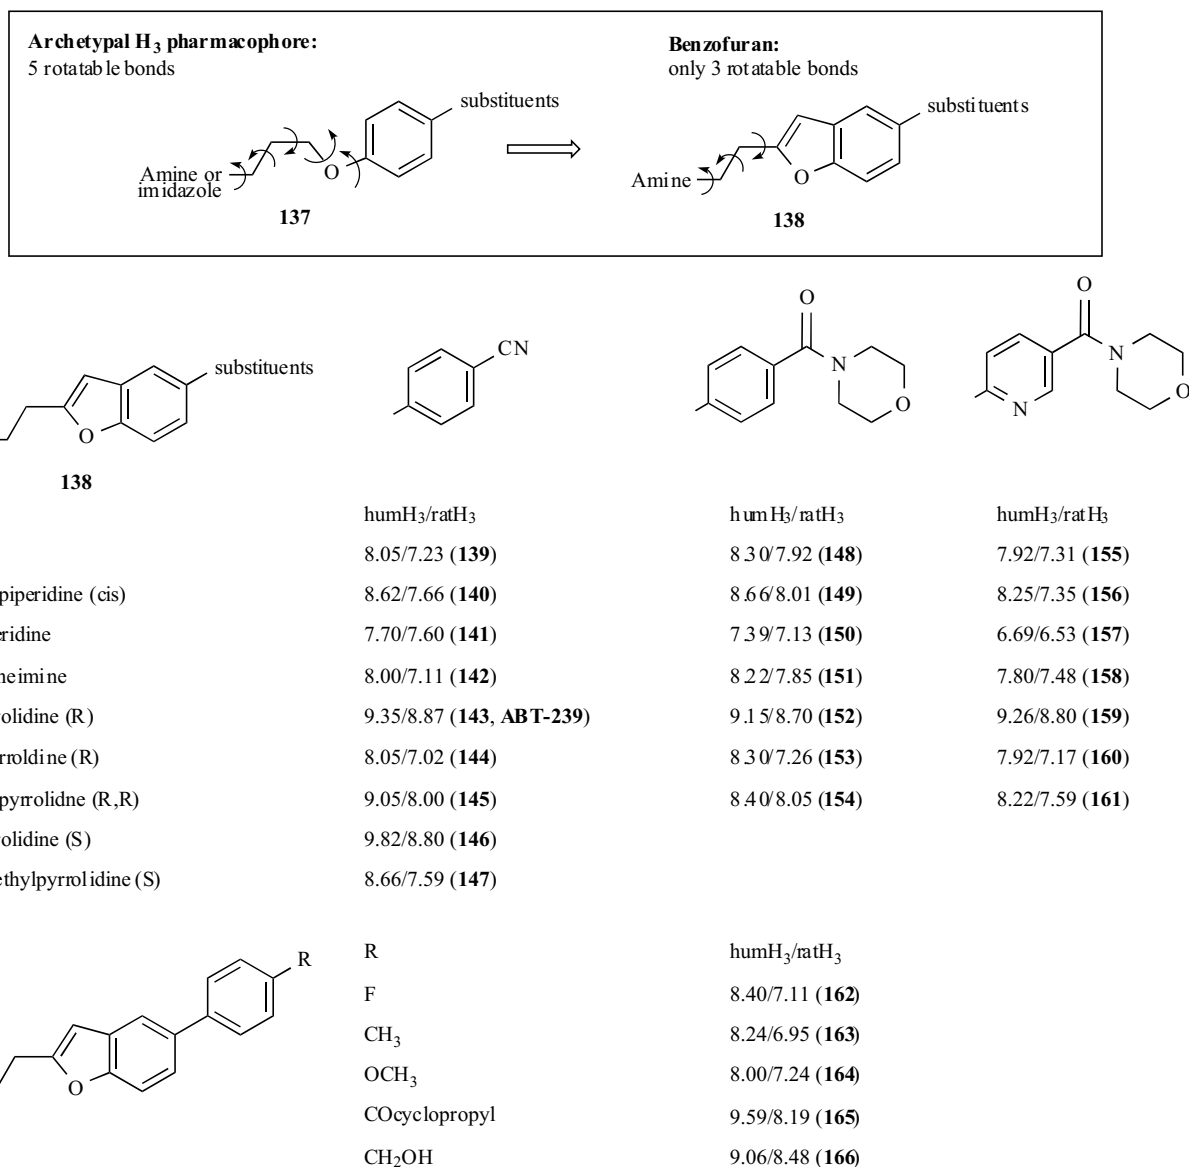 Archetypal H3 pharmacophore:
5 rotatable bonds
Benzofuran:
only 3 rotatable bonds
substituents
substituents
Amine or
imidazole
O
Amine
O
137
138
substituents
O
138
CN
O
N
O
O
N
O
N
humH3/ratH3 humH3/ratH3 humH3/ratH3
8.05/7.23 (139) 8.30/7.92 (148) 7.92/7.31 (155)
piperidine (cis) 8.62/7.66 (140) 8.66/8.01 (149) 8.25/7.35 (156)
eridine 7.70/7.60 (141) 7.39/7.13 (150) 6.69/6.53 (157)
neimine 8.00/7.11 (142) 8.22/7.85 (151) 7.80/7.48 (158)
rolidine (R) 9.35/8.87 (143, ABT-239) 9.15/8.70 (152) 9.26/8.80 (159)
rroldine (R) 8.05/7.02 (144) 8.30/7.26 (153) 7.92/7.17 (160)
pyrrolidne (R,R) 9.05/8.00 (145) 8.40/8.05 (154) 8.22/7.59 (161)
rolidine (S) 9.82/8.80 (146)
ethylpyrrolidine (S) 8.66/7.59 (147)
R
O
R humH3/ratH3
F 8.40/7.11 (162)
CH3 8.24/6.95 (163)
OCH3 8.00/7.24 (164)
COcyclopropyl 9.59/8.19 (165)
CH2OH 9.06/8.48 (166)